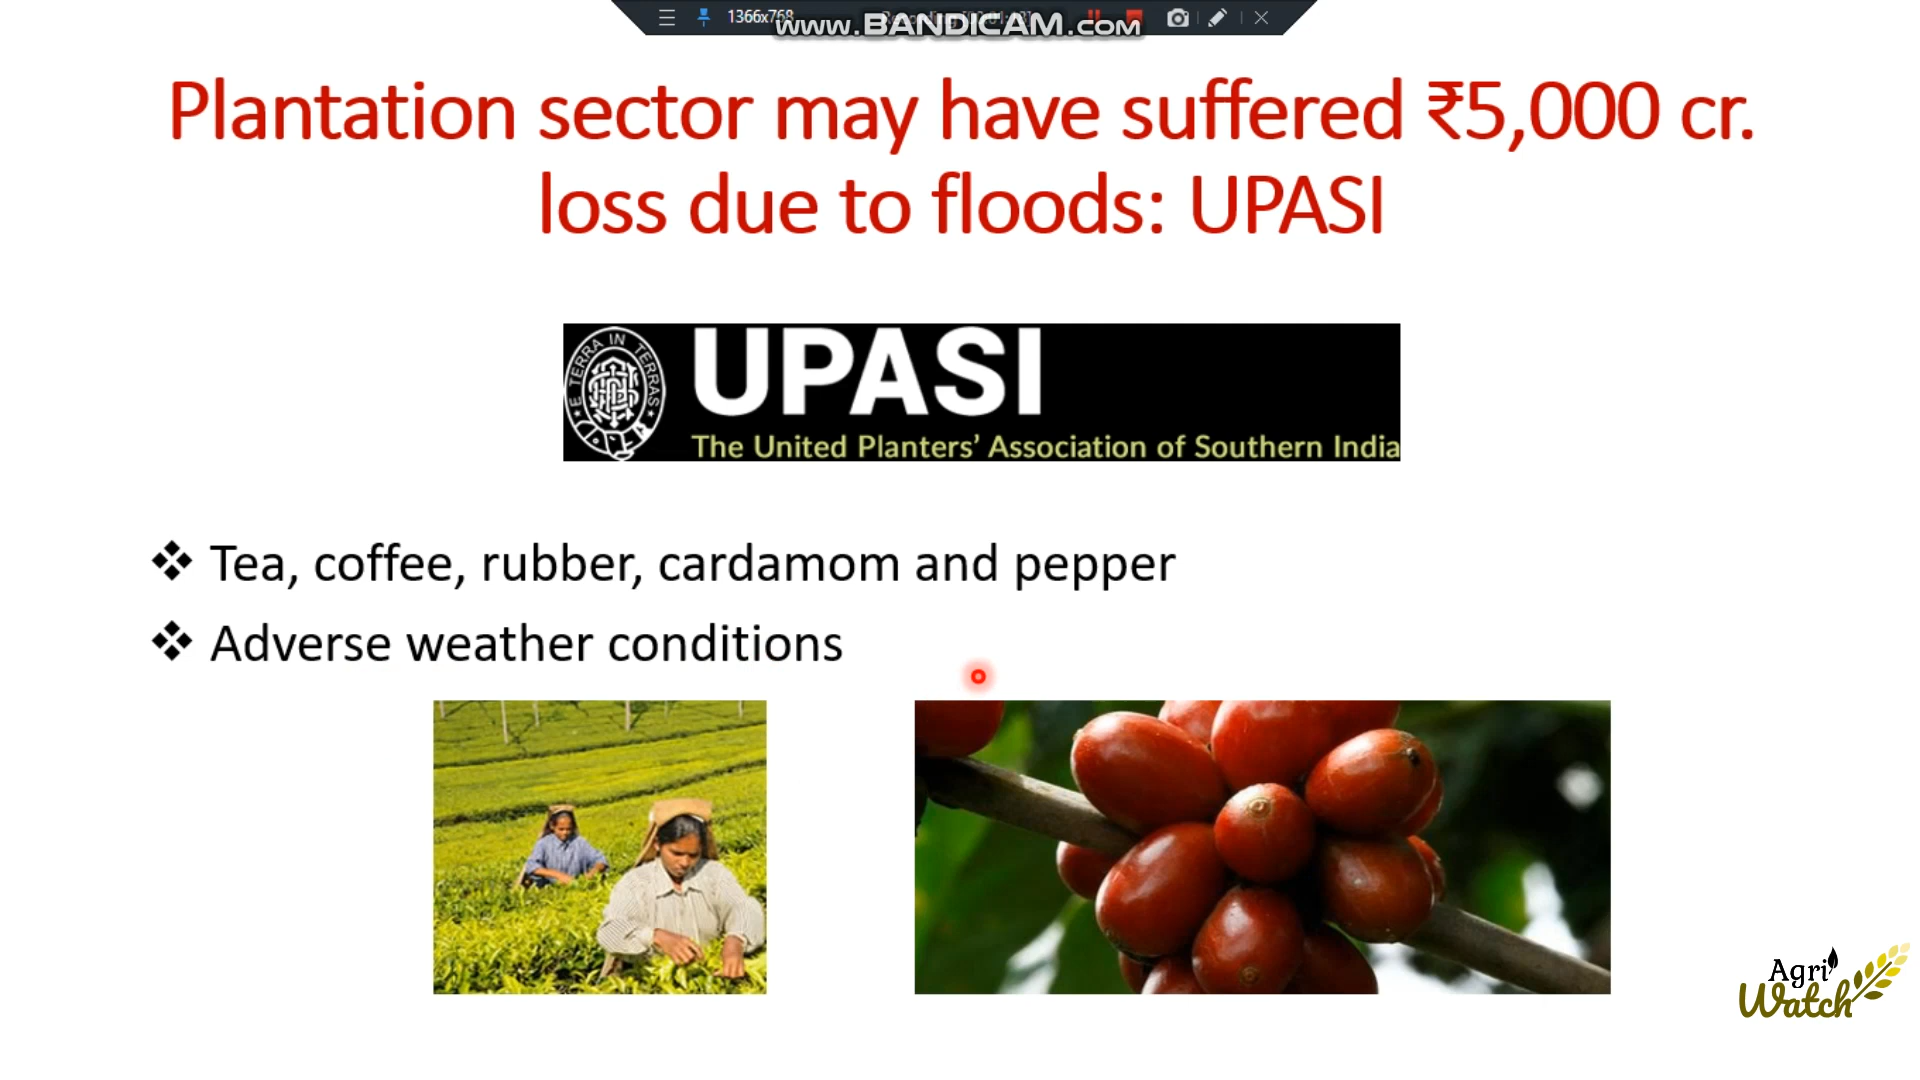 1366x768
www.BANDICAM.com
Plantation sector may have suffered ₹5,000 cr.
loss due to floods: UPASI
E TERRA IN TERRAS
UPASI
The United Planters’ Association of Southern India
Tea, coffee, rubber, cardamom and pepper
Adverse weather conditions
Agri
Watch